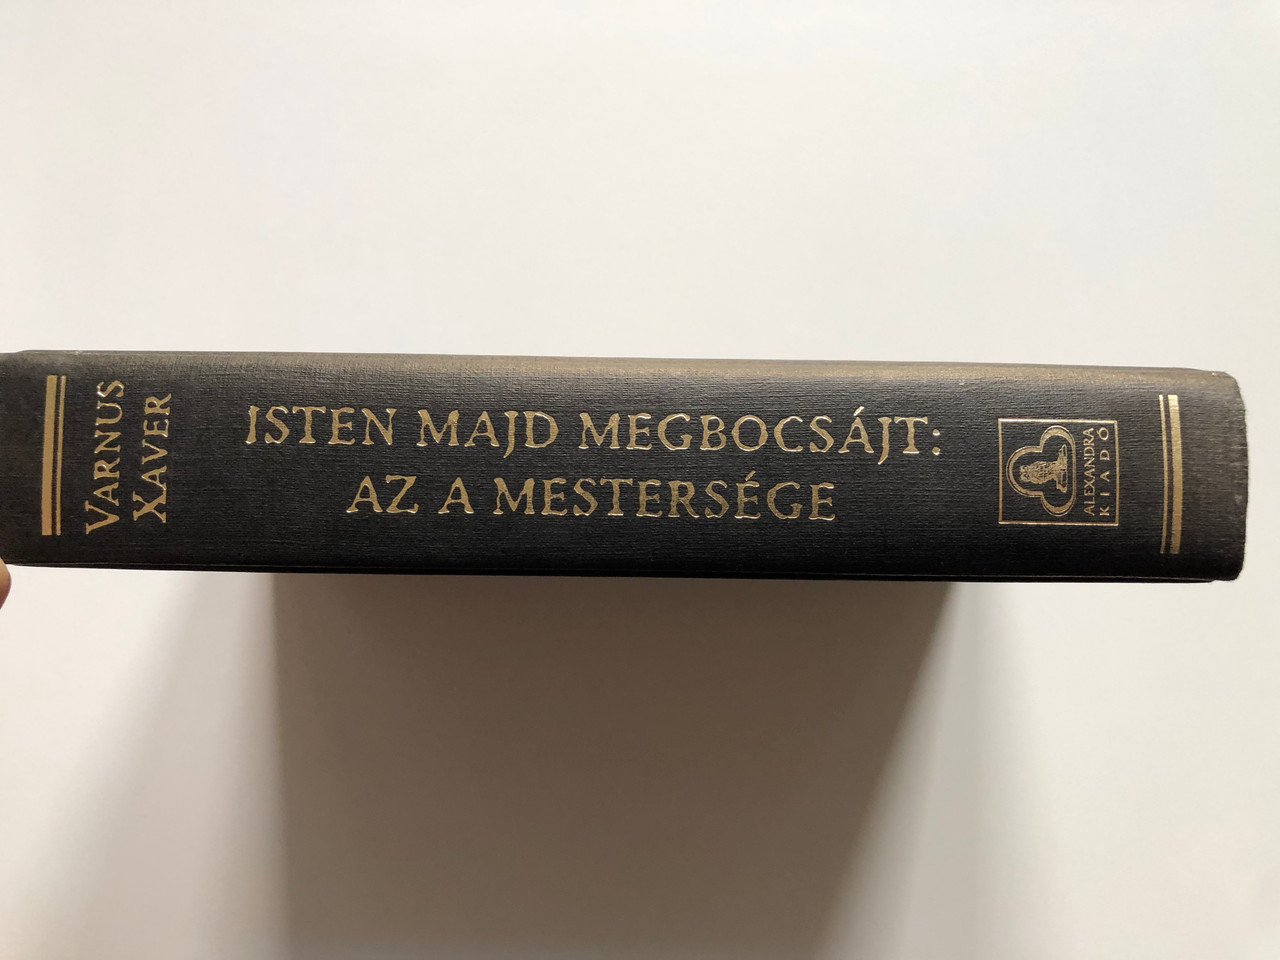 VARNUS
XAVER
ISTEN MAJD MEGBOCSÁJT:
AZ A MESTERSÉGE
ALEXANDRA
KIADÓ